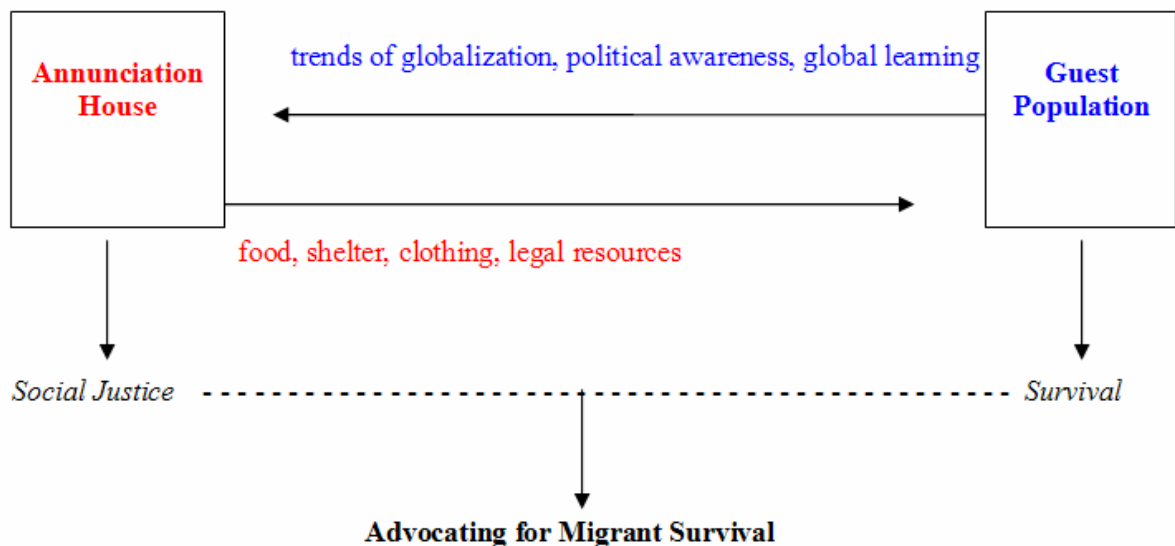 trends of globalization, political awareness, global learning
Annunciation
House
Guest
Population
food, shelter, clothing, legal resources
Social Justice
Survival
Advocating for Migrant Survival